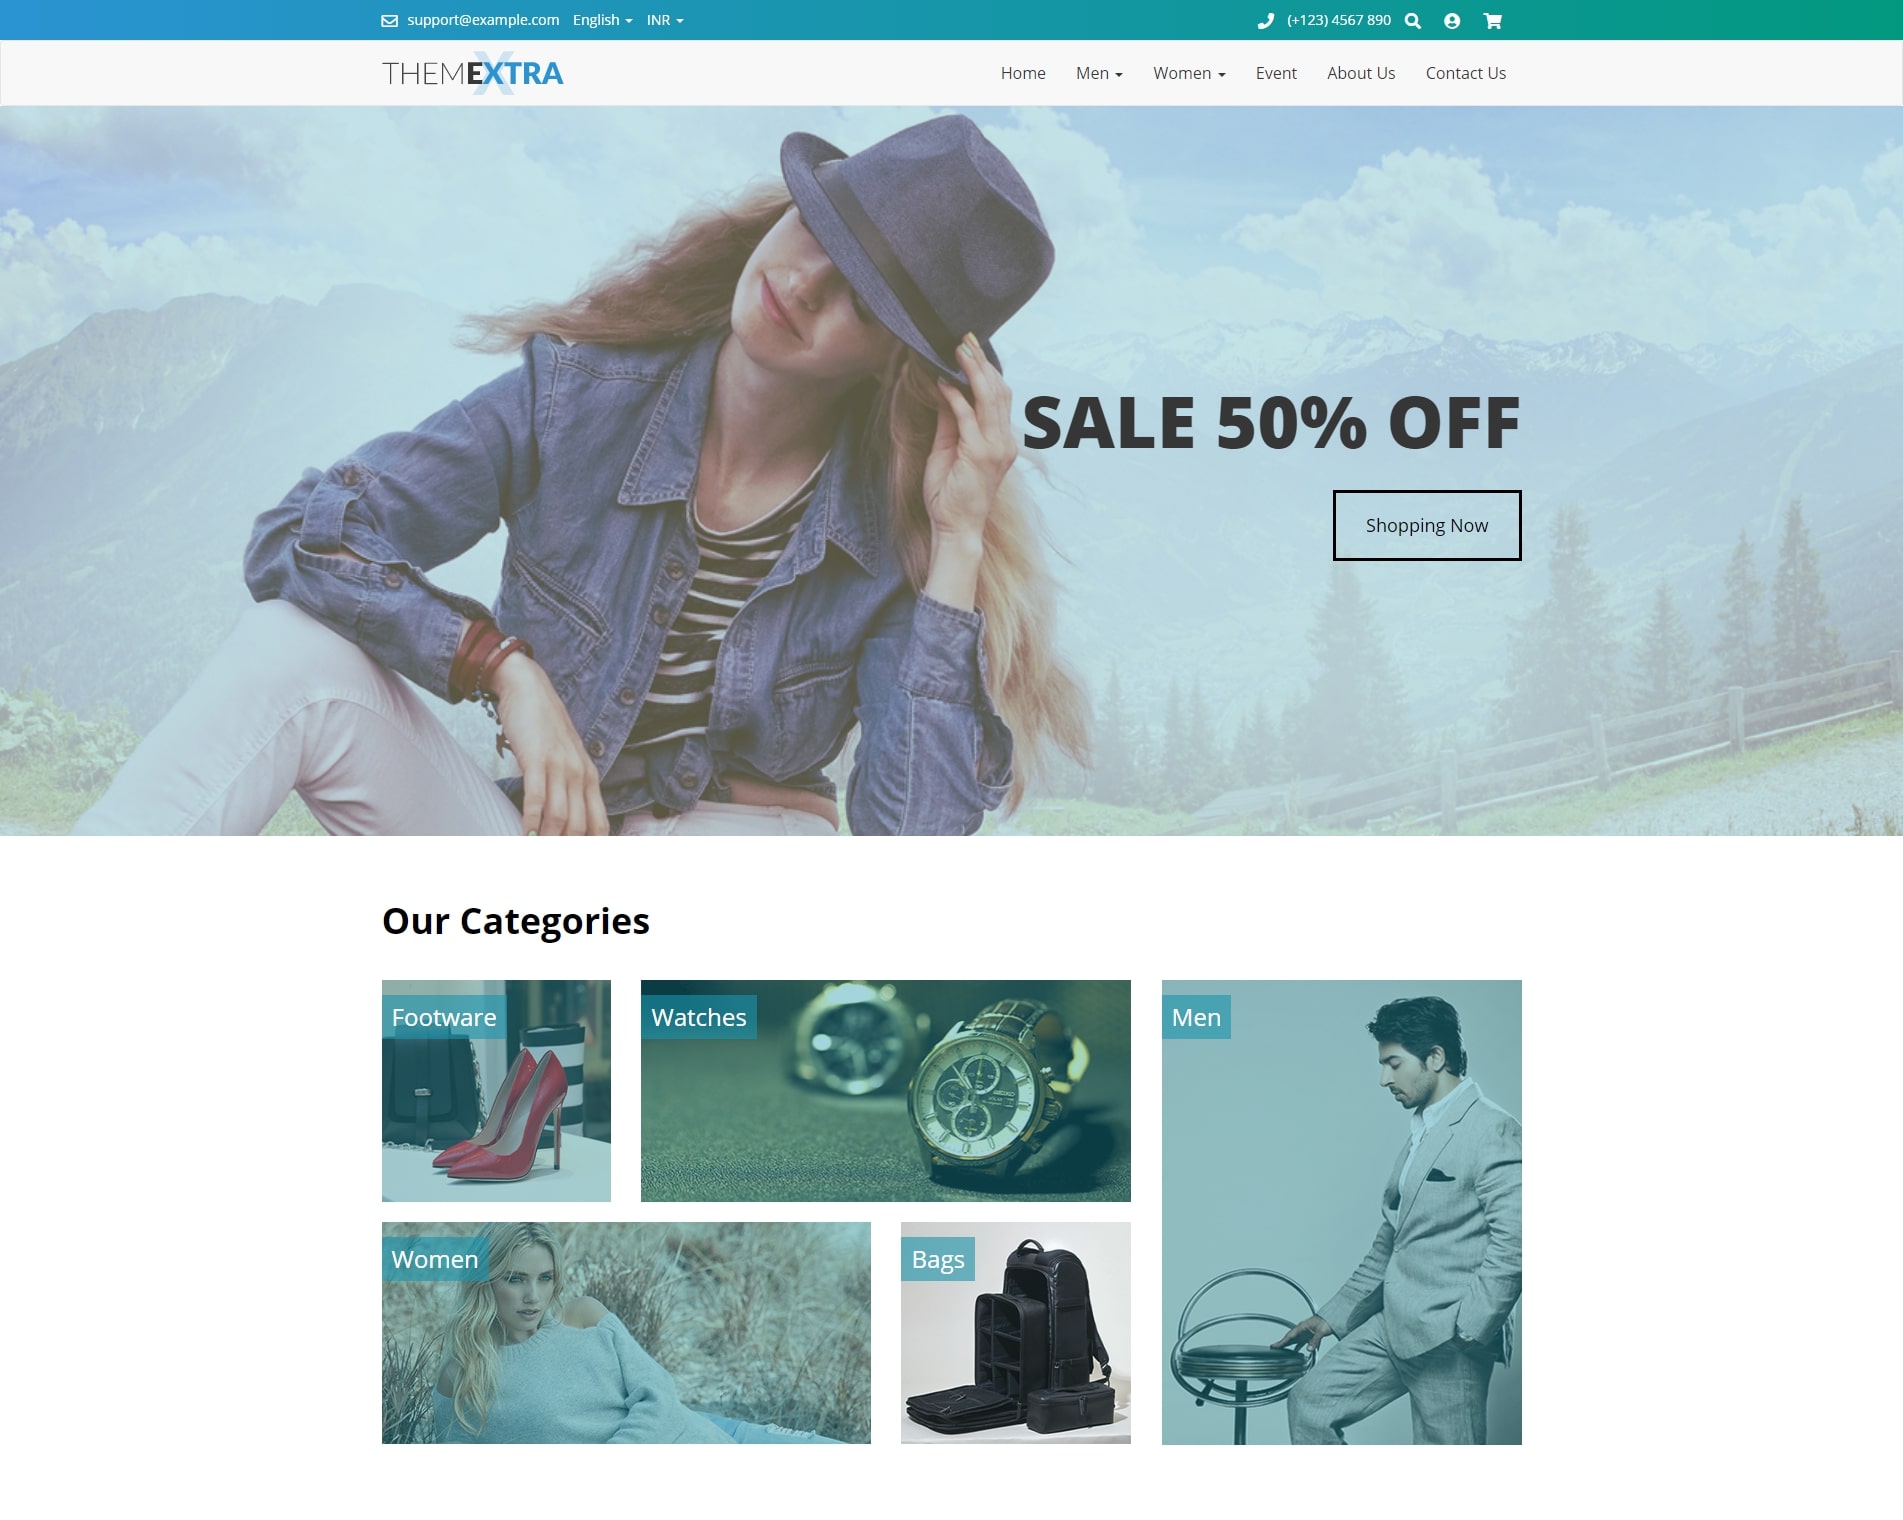 support@example.com English INR (+123) 4567 890
THEMEXTRA
Home Men Women Event About Us Contact Us
SALE 50% OFF
Shopping Now
Our Categories
Footware
Watches
Men
SEIKO
Women
Bags